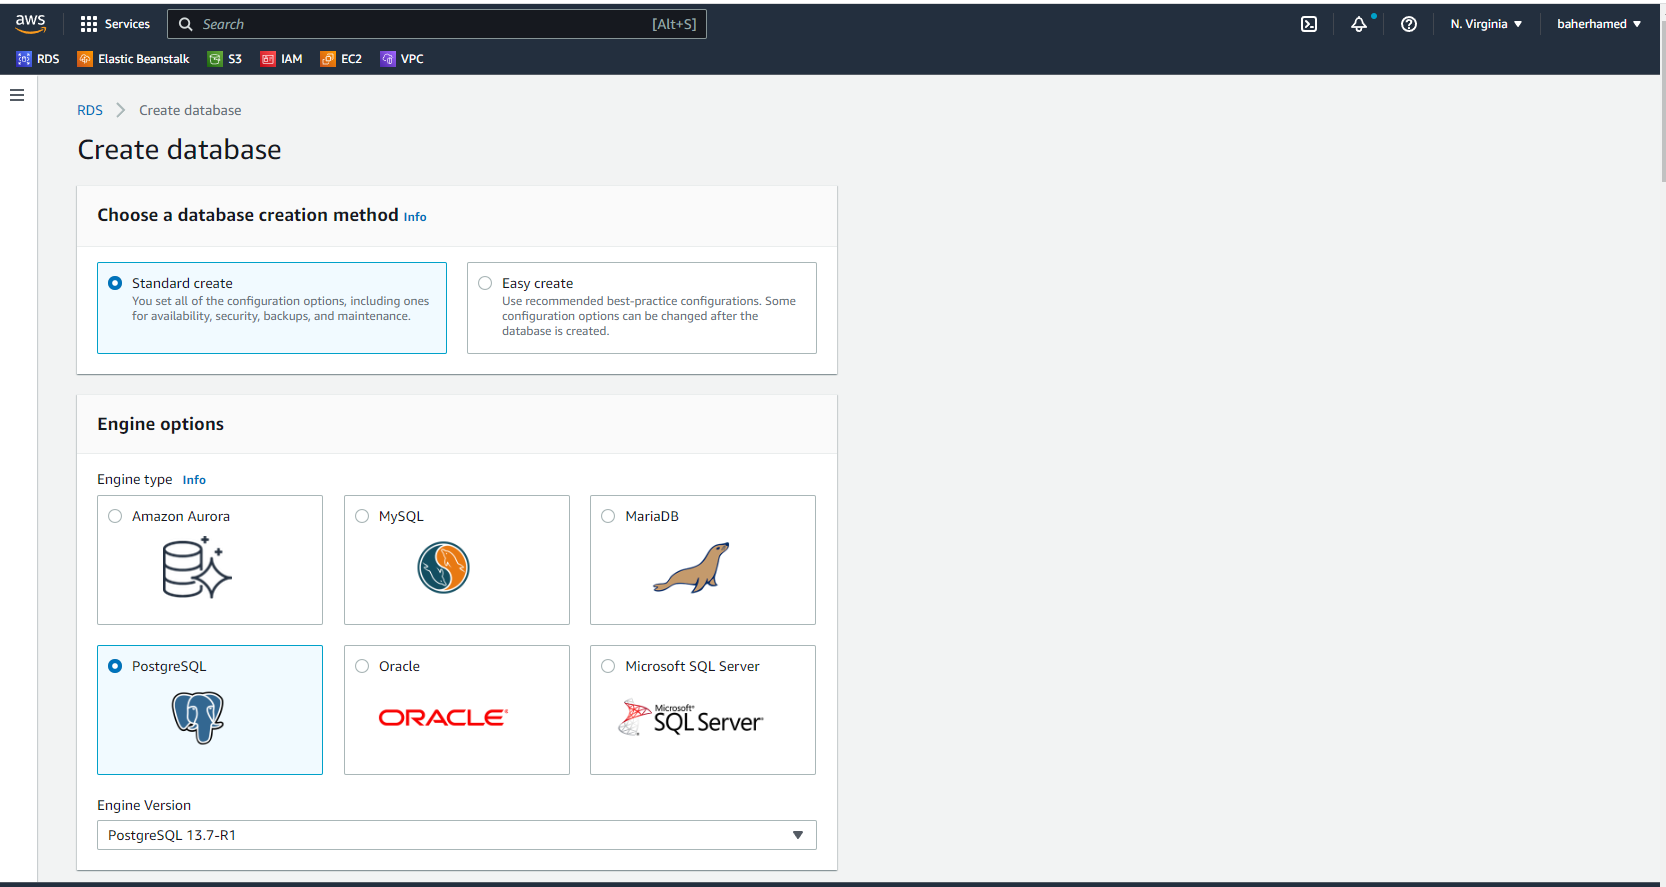 aws
Services
Search
[Alt+S]
N. Virginia
baherhamed
RDS
Elastic Beanstalk
S3
IAM
EC2
VPC
RDS
Create database
Create database
Choose a database creation method Info
Standard create
You set all of the configuration options, including ones
for availability, security, backups, and maintenance.
Easy create
Use recommended best-practice configurations. Some
configuration options can be changed after the
database is created.
Engine options
Engine type Info
Amazon Aurora
MySQL
MariaDB
PostgreSQL
Oracle
ORACLE®
Microsoft SQL Server
Microsoft®
SQL Server®
Engine Version
PostgreSQL 13.7-R1